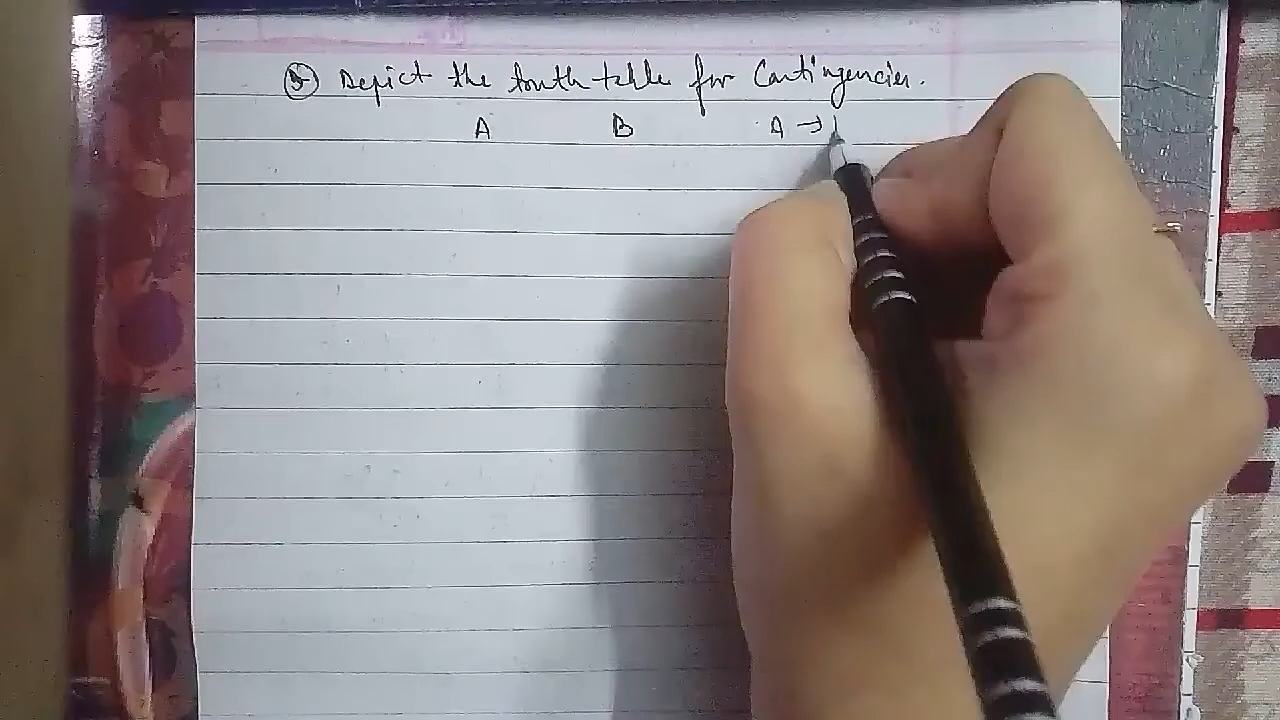 Depict the truth table for Contingencies.
A B A →